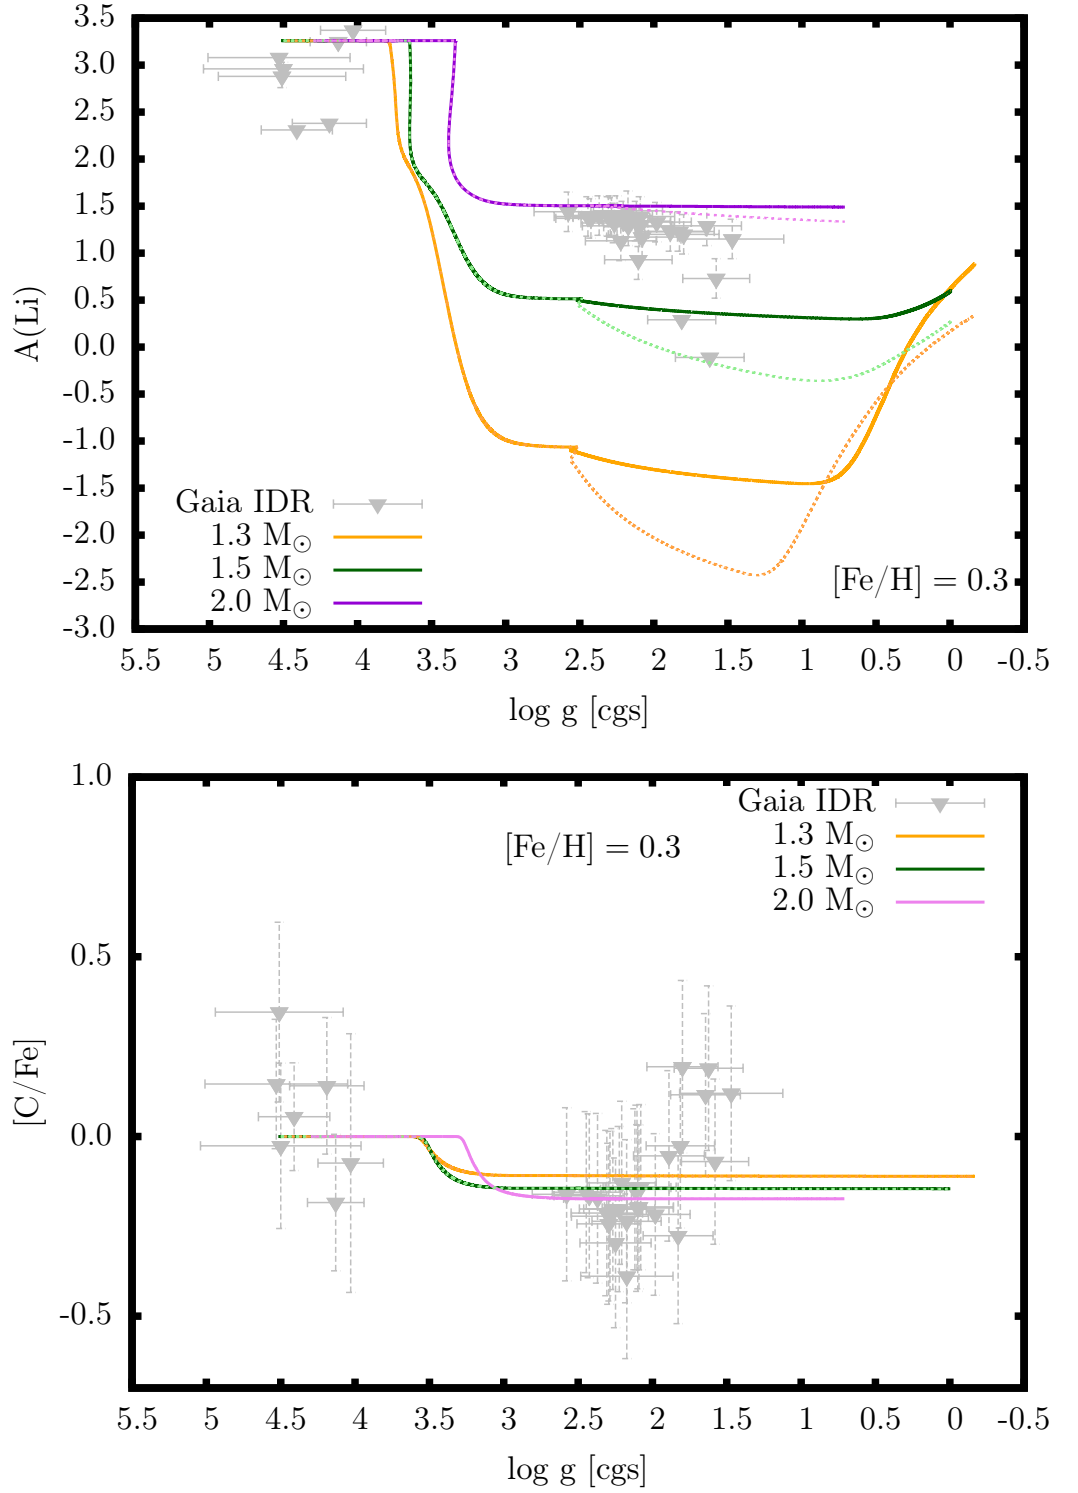 3.5
3.0
2.5
2.0
1.5
1.0
0.5
0.0
-0.5
-1.0
-1.5
-2.0
-2.5
-3.0
A(Li)
Gaia IDR
1.3 M⊙
1.5 M⊙
2.0 M⊙
[Fe/H] = 0.3
5.5 5 4.5 4 3.5 3 2.5 2 1.5 1 0.5 0 -0.5
log g [cgs]
1.0
0.5
0.0
-0.5
[C/Fe]
Gaia IDR
1.3 M⊙
1.5 M⊙
2.0 M⊙
[Fe/H] = 0.3
5.5 5 4.5 4 3.5 3 2.5 2 1.5 1 0.5 0 -0.5
log g [cgs]